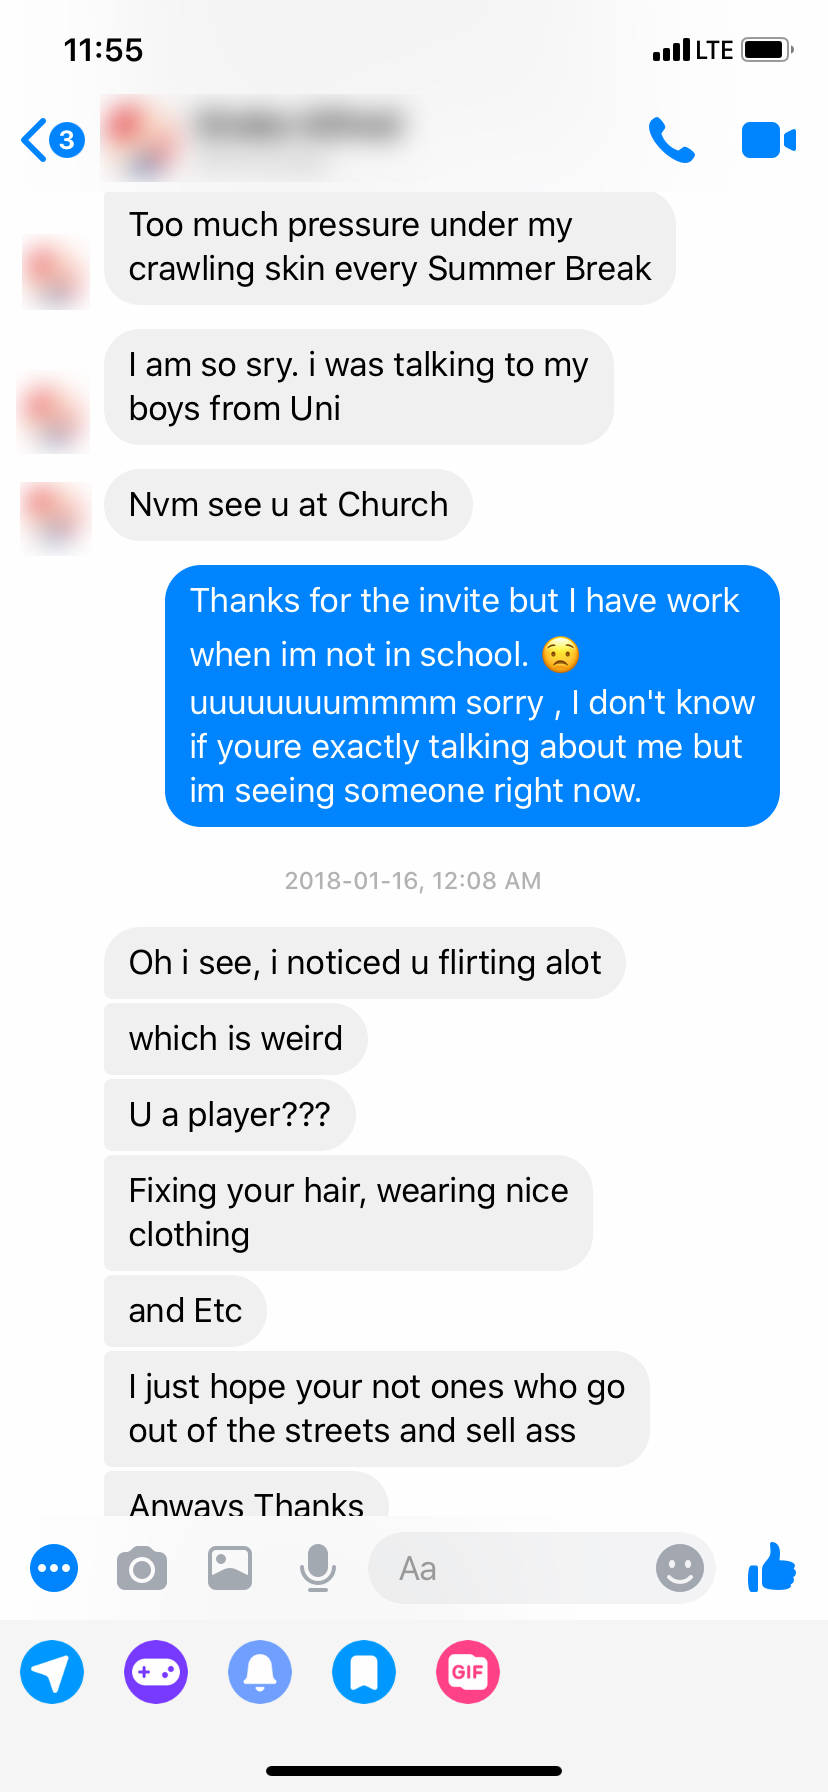 11:55
LTE
3
Too much pressure under my
crawling skin every Summer Break
I am so sry. i was talking to my
boys from Uni
Nvm see u at Church
Thanks for the invite but I have work
when im not in school. 😟
uuuuuuuummmm sorry , I don't know
if youre exactly talking about me but
im seeing someone right now.
2018-01-16, 12:08 AM
Oh i see, i noticed u flirting alot
which is weird
U a player???
Fixing your hair, wearing nice
clothing
and Etc
I just hope your not ones who go
out of the streets and sell ass
Anways Thanks
Aa
GIF